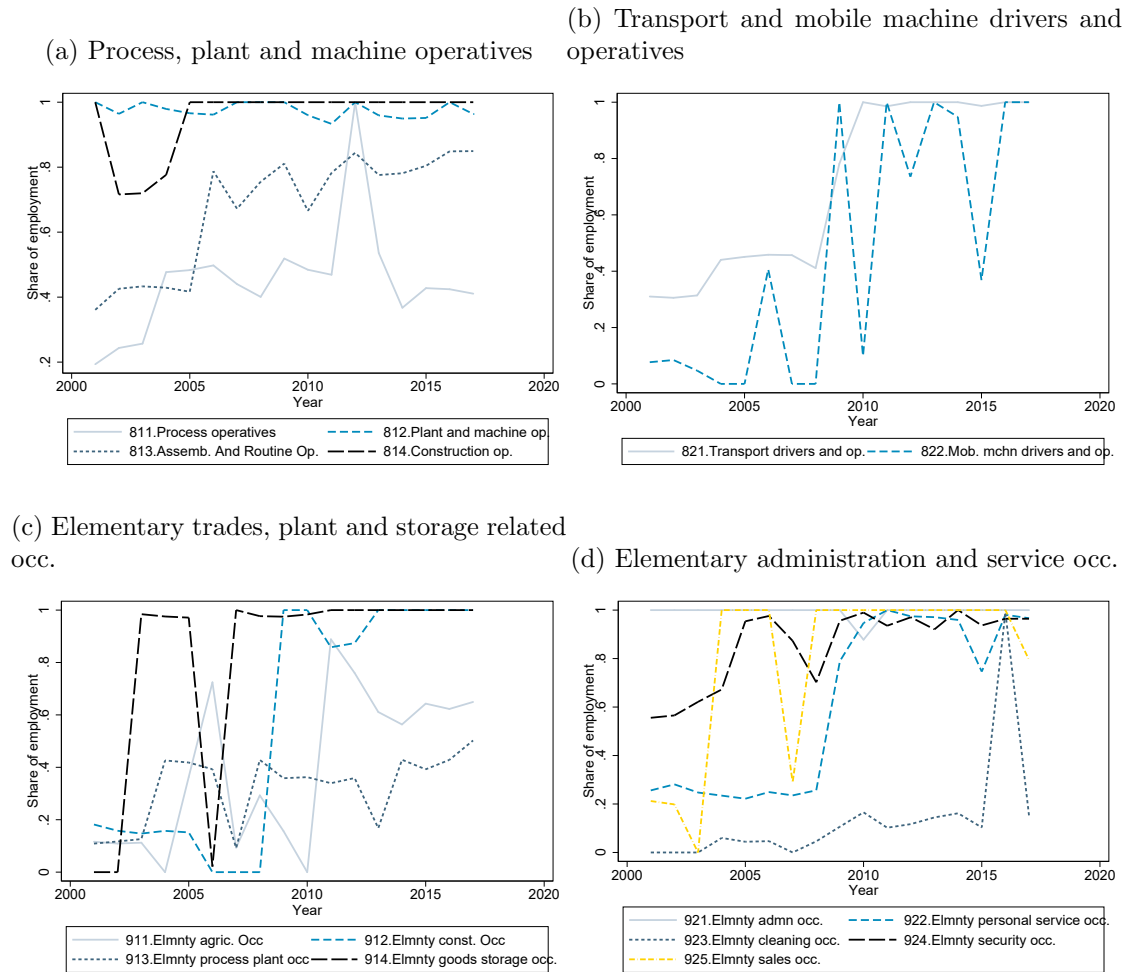 (a) Process, plant and machine operatives
Share of employment
.2 .4 .6 .8 1
2000 2005 2010 2015 2020
Year
811.Process operatives 812.Plant and machine op.
813.Assemb. And Routine Op. 814.Construction op.
(b) Transport and mobile machine drivers and
operatives
Share of employment
0 .2 .4 .6 .8 1
2000 2005 2010 2015 2020
Year
821.Transport drivers and op. 822.Mob. mchn drivers and op.
(c) Elementary trades, plant and storage related
occ.
Share of employment
0 .2 .4 .6 .8 1
2000 2005 2010 2015 2020
Year
911.Elmnty agric. Occ 912.Elmnty const. Occ
913.Elmnty process plant occ 914.Elmnty goods storage occ.
(d) Elementary administration and service occ.
Share of employment
0 .2 .4 .6 .8 1
2000 2005 2010 2015 2020
Year
921.Elmnty admn occ. 922.Elmnty personal service occ.
923.Elmnty cleaning occ. 924.Elmnty security occ.
925.Elmnty sales occ.